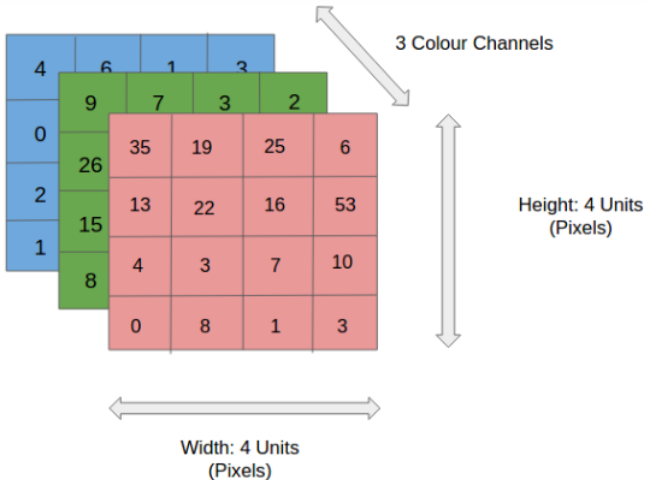 3 Colour Channels
4 6 1 3
9 7 3 2
0
35 19 25 6
26
2
13 22 16 53
Height: 4 Units
(Pixels)
15
1
4 3 7 10
8
0 8 1 3
Width: 4 Units
(Pixels)